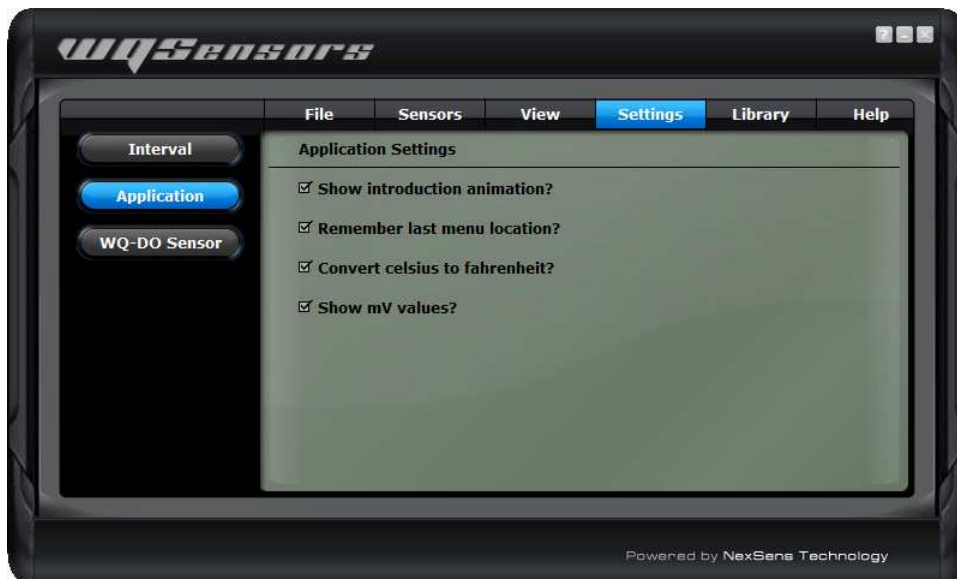 WQSensors
? _ X
File Sensors View Settings Library Help
Interval
Application
WQ-DO Sensor
Application Settings
Show introduction animation?
Remember last menu location?
Convert celsius to fahrenheit?
Show mV values?
Powered by NexSens Technology